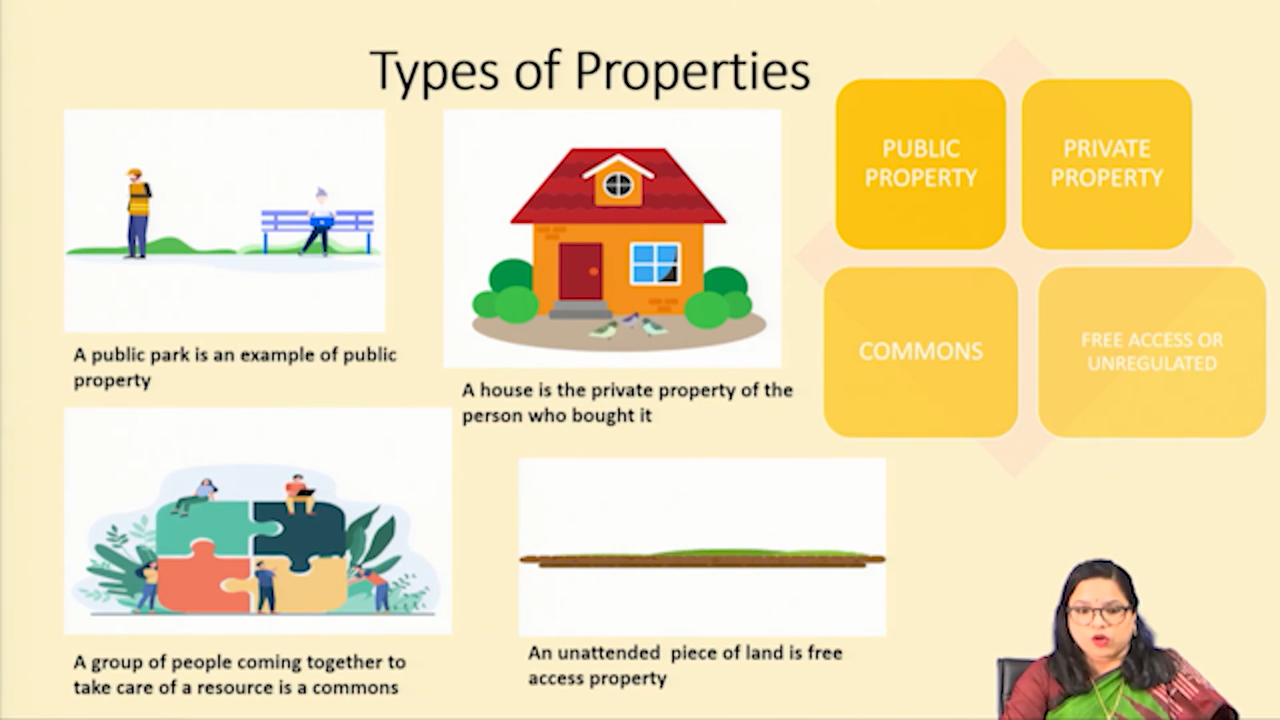 Types of Properties
PUBLIC
PROPERTY
PRIVATE
PROPERTY
COMMONS
FREE ACCESS OR
UNREGULATED
A public park is an example of public
property
A house is the private property of the
person who bought it
A group of people coming together to
take care of a resource is a commons
An unattended piece of land is free
access property